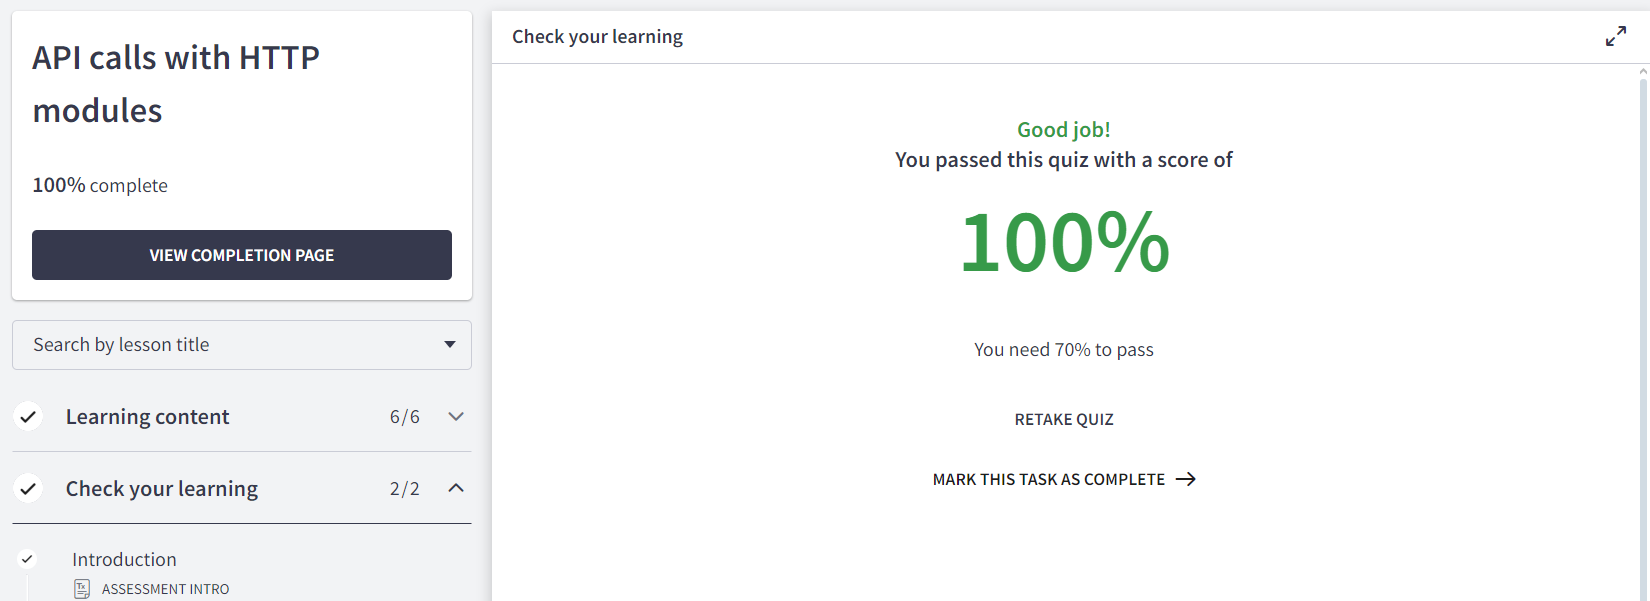 API calls with HTTP
modules
100% complete
VIEW COMPLETION PAGE
Search by lesson title
Learning content 6/6
Check your learning 2/2
Introduction
Tx ASSESSMENT INTRO
Check your learning
Good job!
You passed this quiz with a score of
100%
You need 70% to pass
RETAKE QUIZ
MARK THIS TASK AS COMPLETE